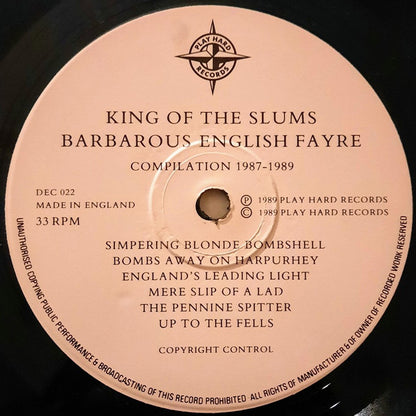 PLAY HARD
RECORDS
KING OF THE SLUMS
BARBAROUS ENGLISH FAYRE
COMPILATION 1987-1989
DEC 022
MADE IN ENGLAND
33 RPM
Ⓟ 1989 PLAY HARD RECORDS
© 1989 PLAY HARD RECORDS
SIMPERING BLONDE BOMBSHELL
BOMBS AWAY ON HARPURHEY
ENGLAND'S LEADING LIGHT
MERE SLIP OF A LAD
THE PENNINE SPITTER
UP TO THE FELLS
COPYRIGHT CONTROL
UNAUTHORISED COPYING PUBLIC PERFORMANCE & BROADCASTING OF THIS RECORD PROHIBITED ALL RIGHTS OF MANUFACTURER & OF OWNER OF RECORDED WORK RESERVED